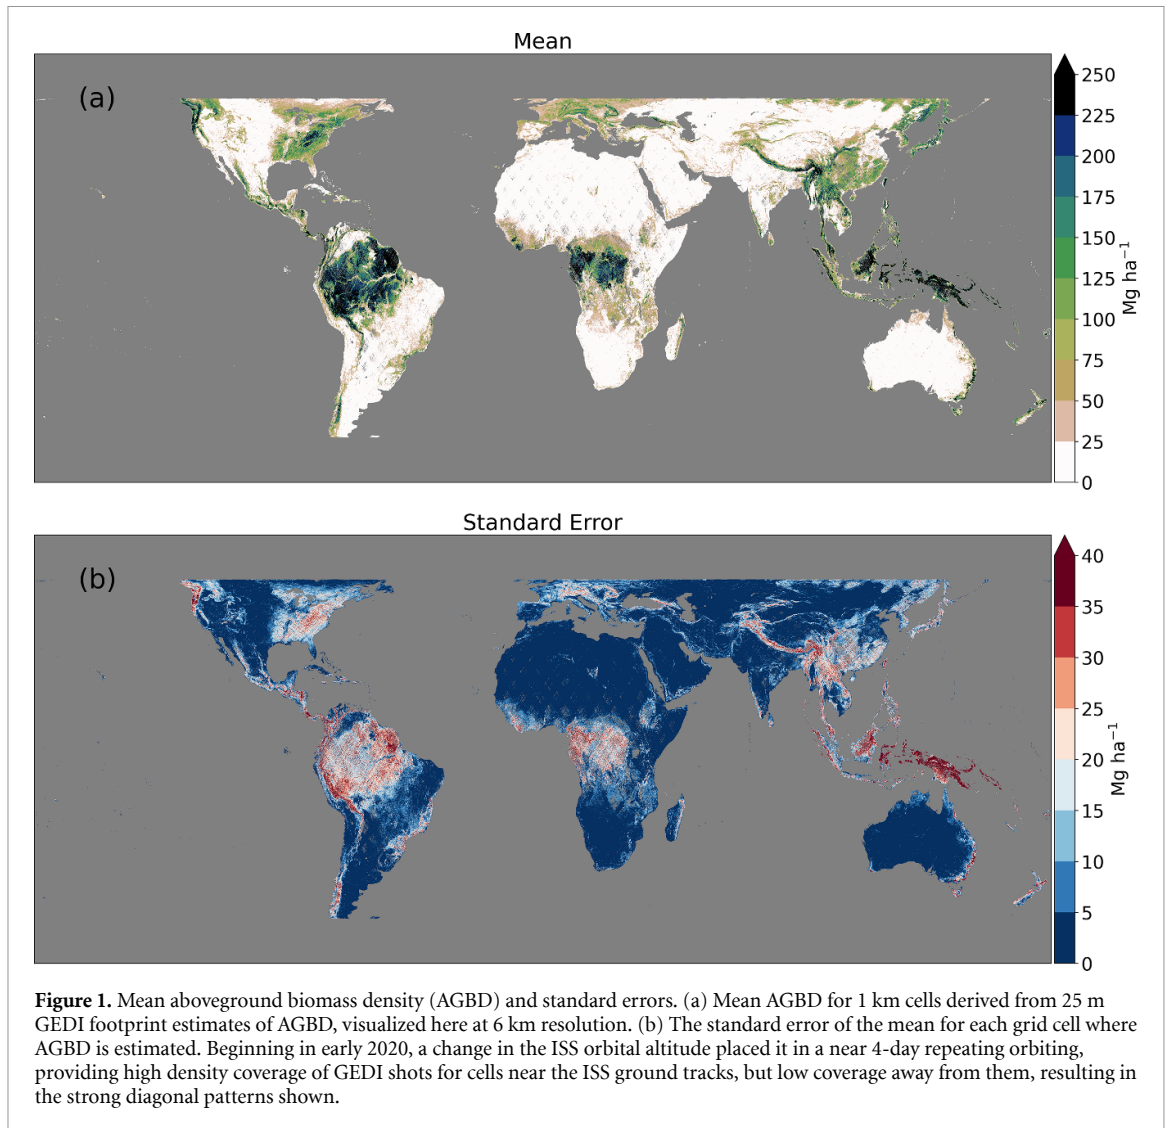 Mean
(a)
250
225
200
175
150
125
100
75
50
25
0
Mg ha⁻¹
Standard Error
(b)
40
35
30
25
20
15
10
5
0
Mg ha⁻¹
Figure 1. Mean aboveground biomass density (AGBD) and standard errors. (a) Mean AGBD for 1 km cells derived from 25 m
GEDI footprint estimates of AGBD, visualized here at 6 km resolution. (b) The standard error of the mean for each grid cell where
AGBD is estimated. Beginning in early 2020, a change in the ISS orbital altitude placed it in a near 4-day repeating orbiting,
providing high density coverage of GEDI shots for cells near the ISS ground tracks, but low coverage away from them, resulting in
the strong diagonal patterns shown.